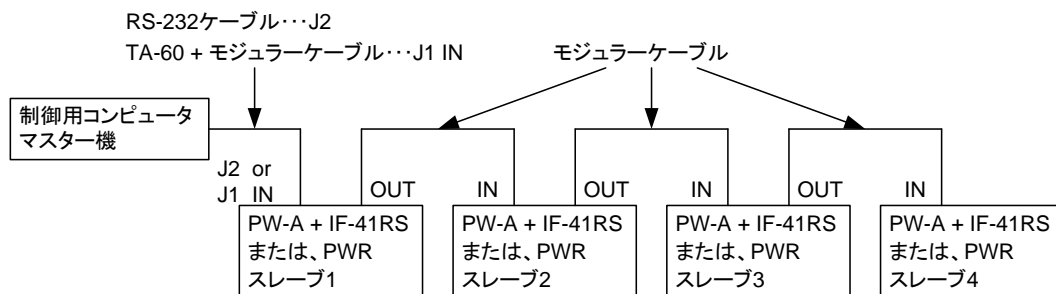 RS-232ケーブル･･･J2
TA-60 + モジュラーケーブル･･･J1 IN
モジュラーケーブル
制御用コンピュータ
マスター機
J2 or
J1 IN
OUT
IN
OUT
IN
OUT
IN
PW-A + IF-41RS
または、PWR
スレーブ1
PW-A + IF-41RS
または、PWR
スレーブ2
PW-A + IF-41RS
または、PWR
スレーブ3
PW-A + IF-41RS
または、PWR
スレーブ4